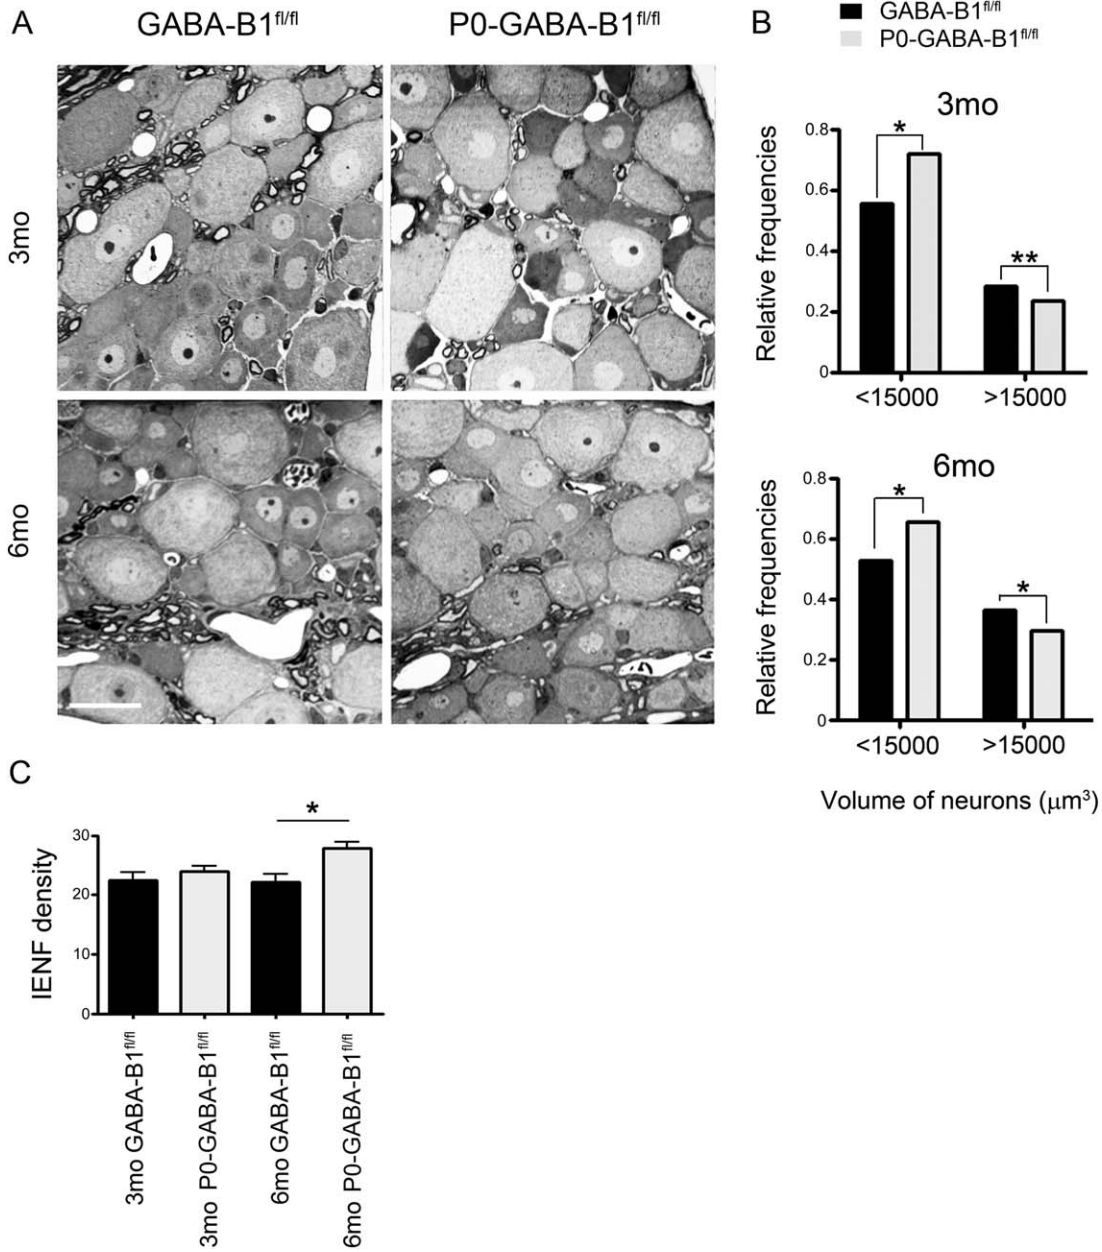 A
GABA-B1fl/fl
P0-GABA-B1fl/fl
3mo
6mo
B
GABA-B1fl/fl
P0-GABA-B1fl/fl
3mo
Relative frequencies
0.8
0.6
0.4
0.2
0
*
**
<15000
>15000
6mo
Relative frequencies
0.8
0.6
0.4
0.2
0
*
*
<15000
>15000
Volume of neurons (μm³)
C
IENF density
30
20
10
0
*
3mo GABA-B1fl/fl
3mo P0-GABA-B1fl/fl
6mo GABA-B1fl/fl
6mo P0-GABA-B1fl/fl